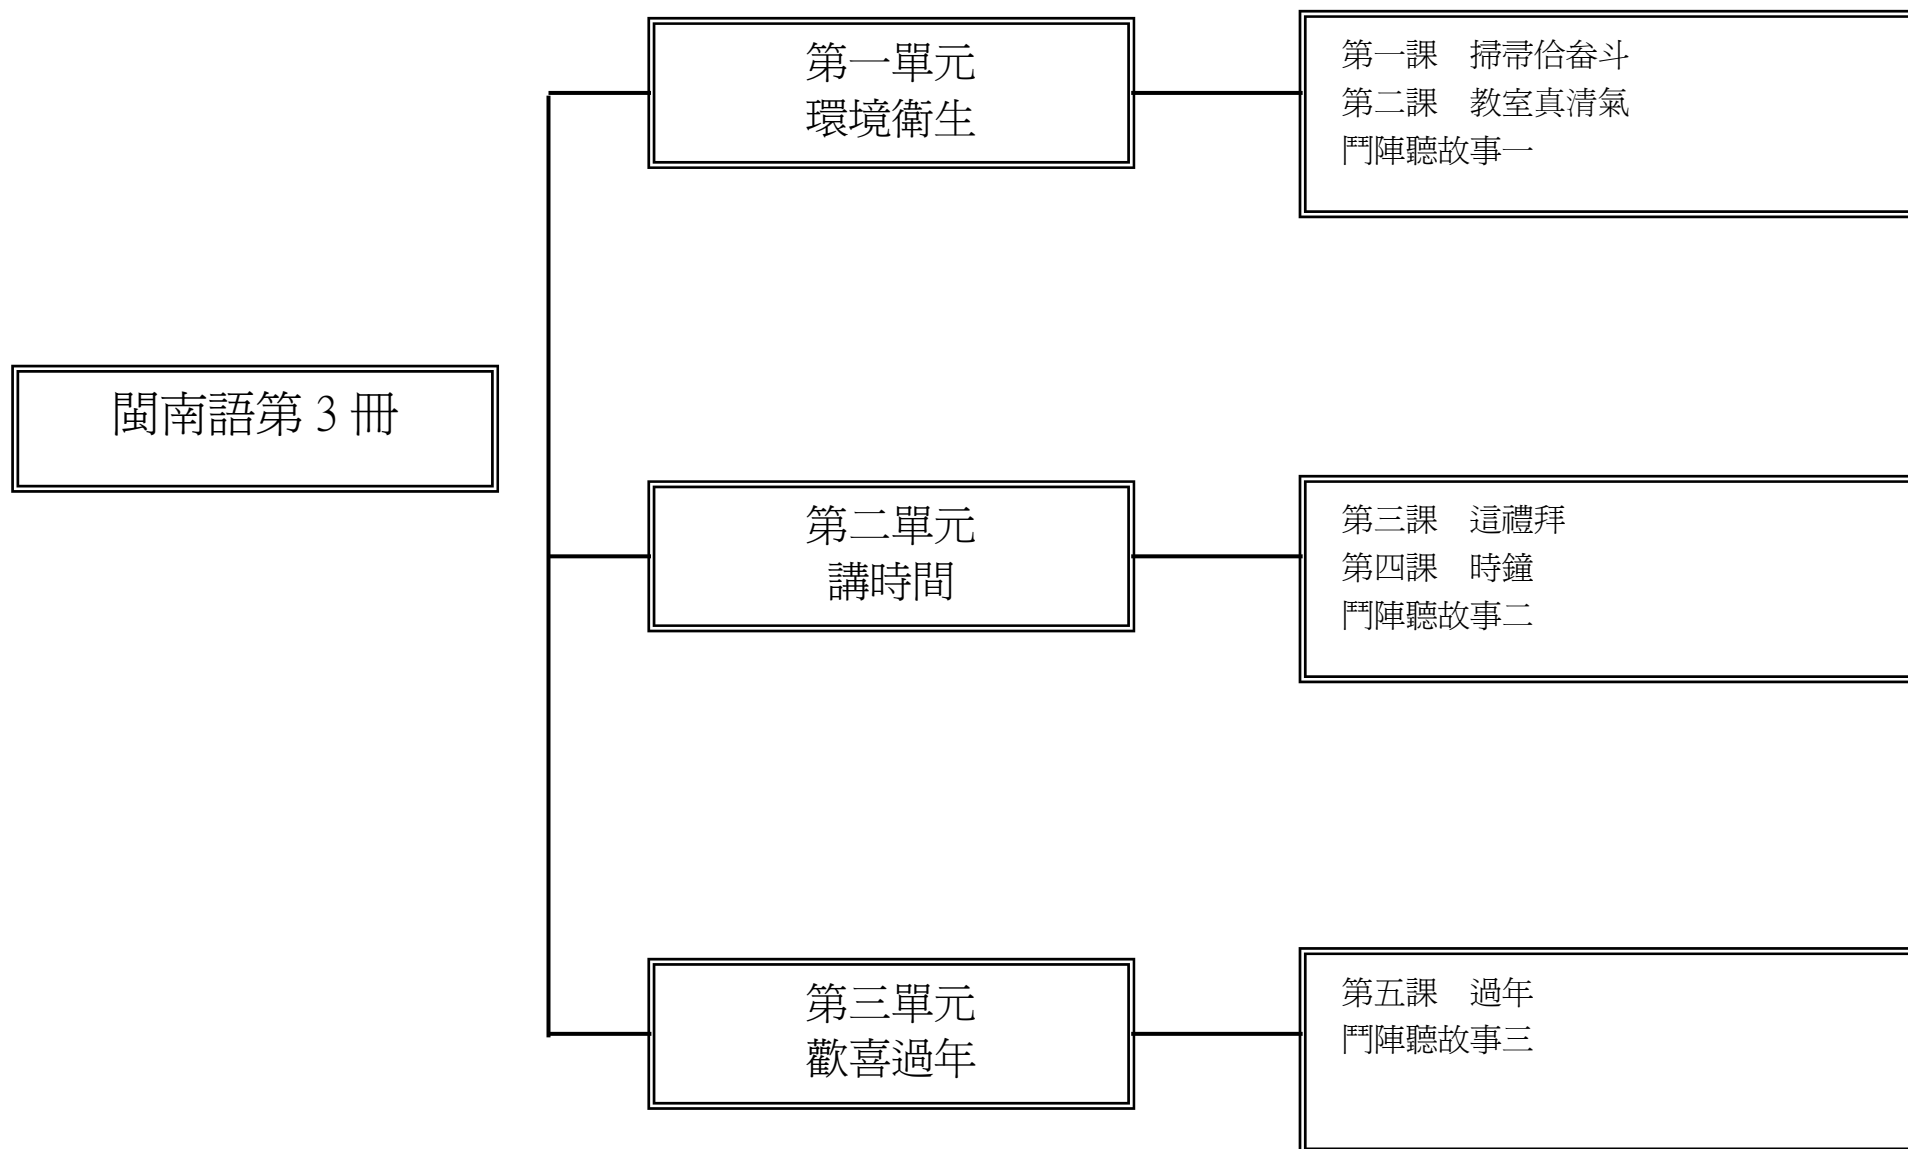 閩南語第 3 冊
第一單元
環境衛生
第一課　掃帚佮畚斗
第二課　教室真清氣
鬥陣聽故事一
第二單元
講時間
第三課　這禮拜
第四課　時鐘
鬥陣聽故事二
第三單元
歡喜過年
第五課　過年
鬥陣聽故事三